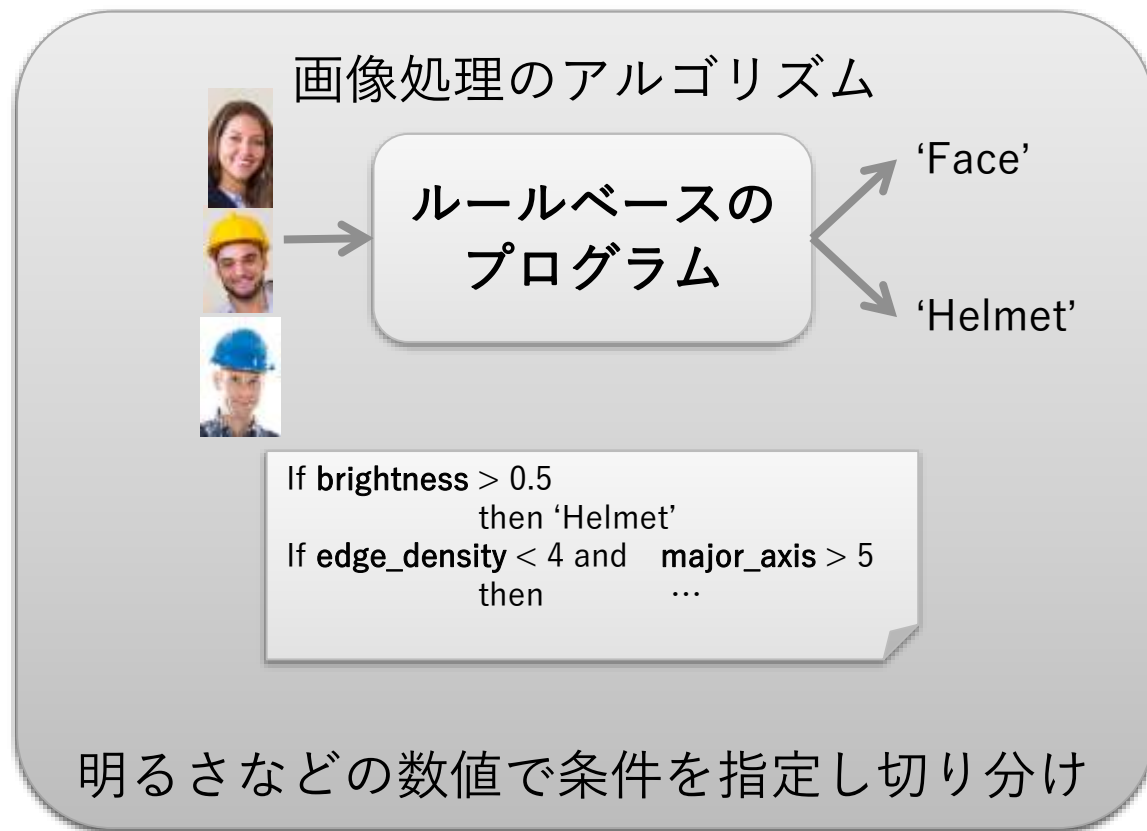 画像処理のアルゴリズム
ルールベースの
プログラム
‘Face’
‘Helmet’
If brightness > 0.5
then ‘Helmet’
If edge_density < 4 and major_axis > 5
then …
明るさなどの数値で条件を指定し切り分け